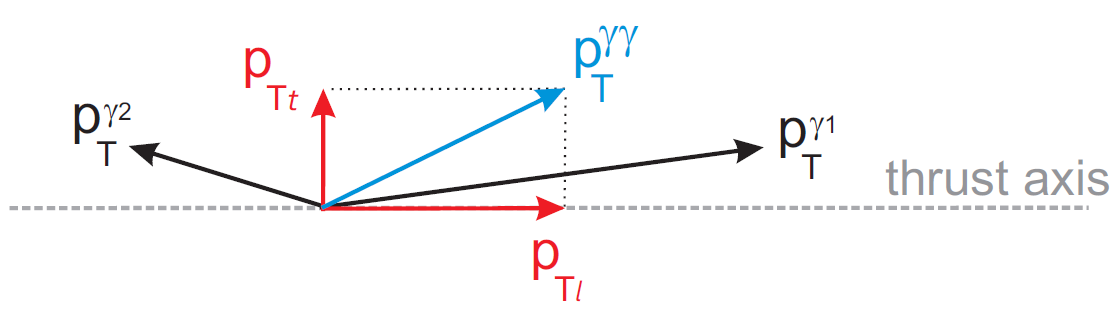 p_T^γγ
p_Tt
p_T^γ2
p_T^γ1
thrust axis
p_Tl